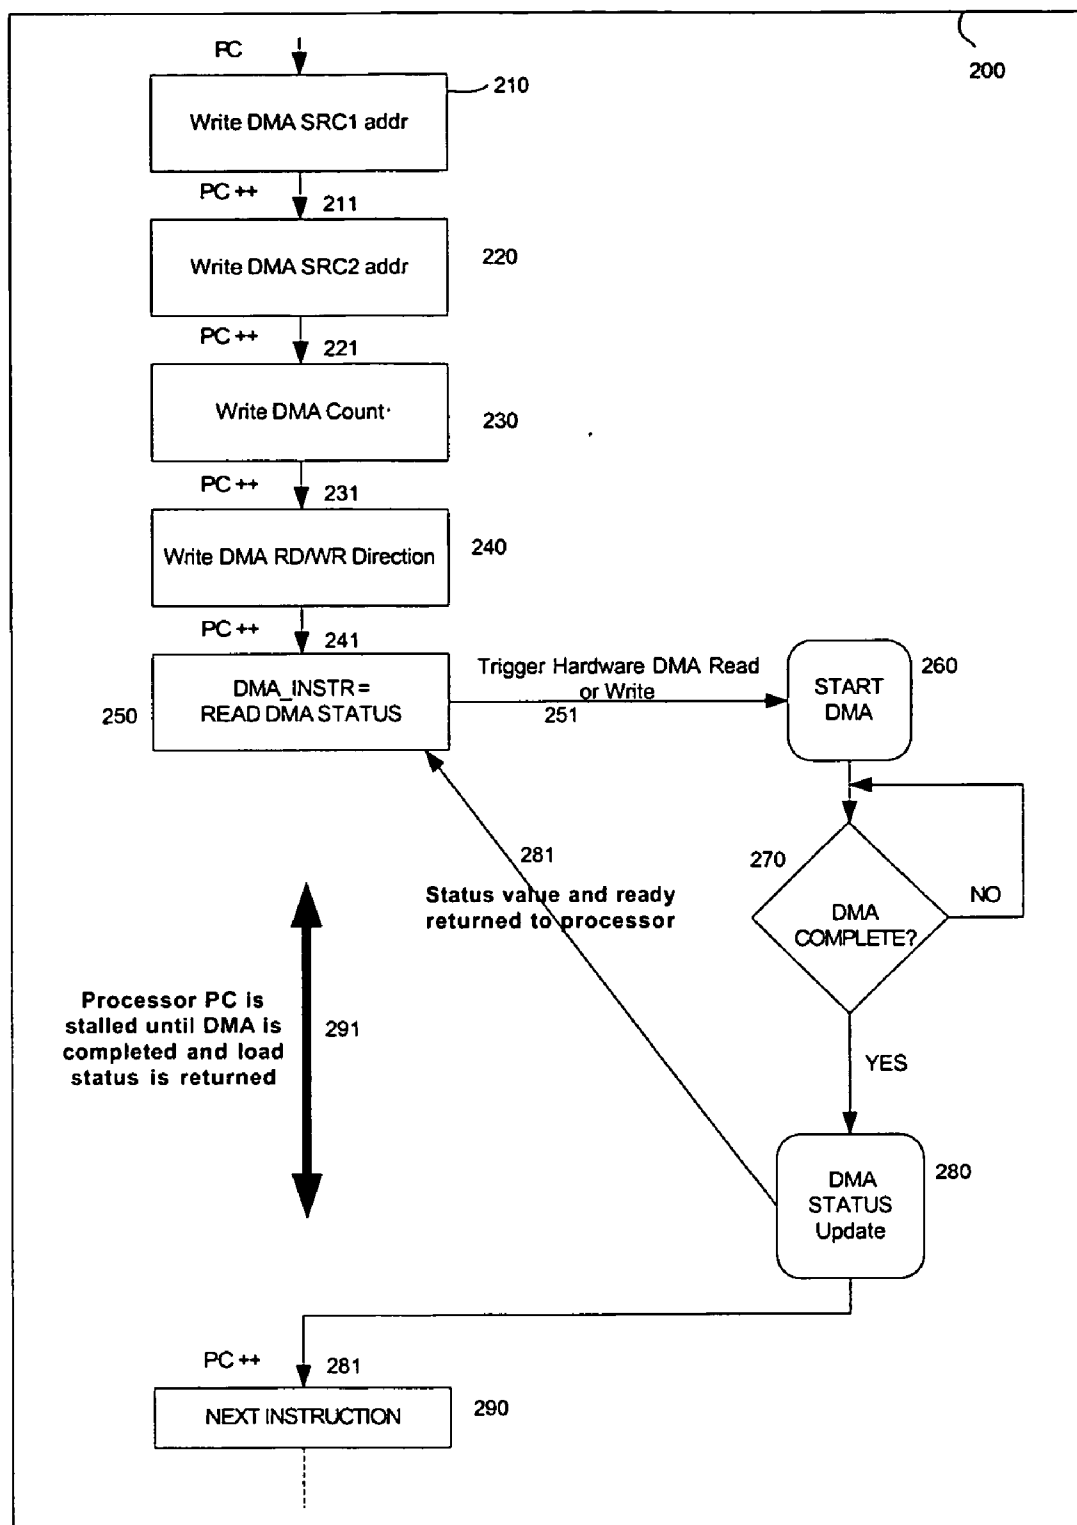 PC
200
210
Write DMA SRC1 addr
PC ++
211
Write DMA SRC2 addr
220
PC ++
221
Write DMA Count
230
PC ++
231
Write DMA RD/WR Direction
240
PC ++
241
250
DMA_INSTR =
READ DMA STATUS
Trigger Hardware DMA Read
or Write
251
260
START
DMA
281
Status value and ready
returned to processor
270
DMA
COMPLETE?
NO
Processor PC is
stalled until DMA is
completed and load
status is returned
291
YES
280
DMA
STATUS
Update
PC ++
281
NEXT INSTRUCTION
290